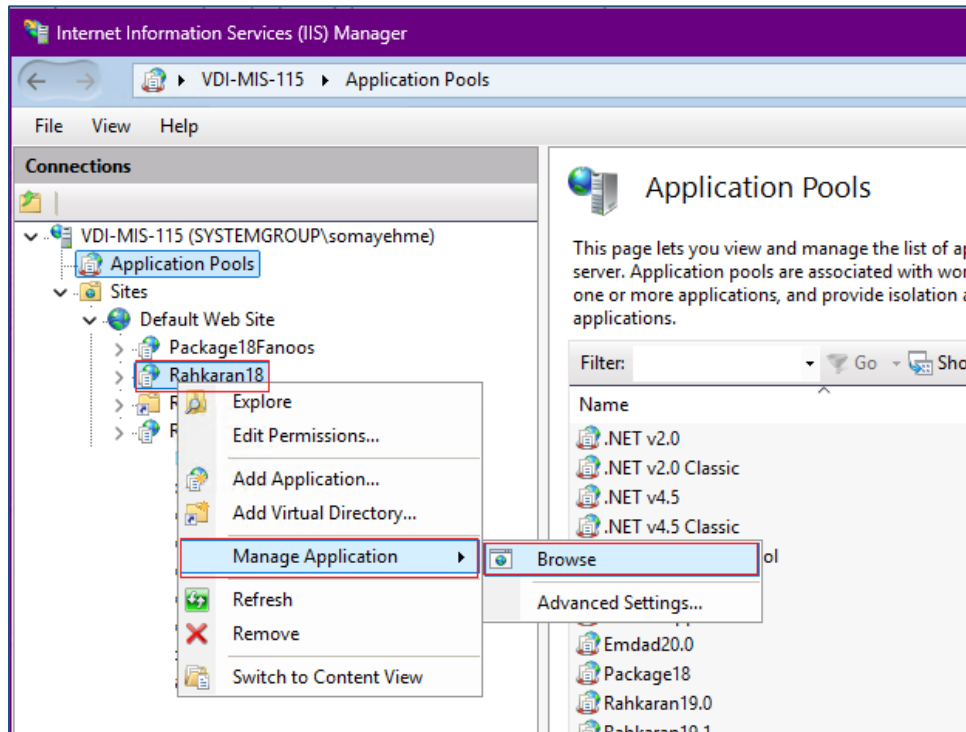 Internet Information Services (IIS) Manager
VDI-MIS-115 Application Pools
File View Help
Connections
VDI-MIS-115 (SYSTEMGROUP\somayehme)
Application Pools
Sites
Default Web Site
Package18Fanoos
Rahkaran18
Explore
Edit Permissions...
Add Application...
Add Virtual Directory...
Manage Application
Refresh
Remove
Switch to Content View
Browse
Advanced Settings...
Application Pools
This page lets you view and manage the list of
server. Application pools are associated with
one or more applications, and provide isolation
applications.
Filter: Go
Name
.NET v2.0
.NET v2.0 Classic
.NET v4.5
.NET v4.5 Classic
Emdad20.0
Package18
Rahkaran19.0
Rahkaran19.1